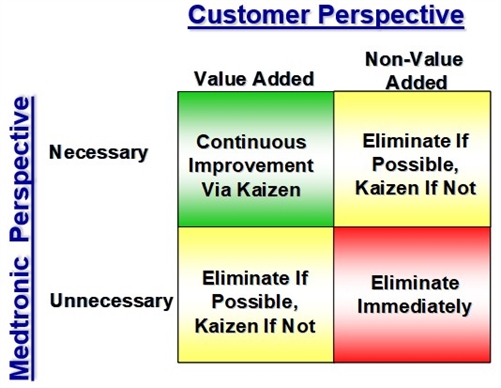 Customer Perspective
Value Added
Non-Value
Added
Medtronic Perspective
Necessary
Continuous
Improvement
Via Kaizen
Eliminate If
Possible,
Kaizen If Not
Unnecessary
Eliminate If
Possible,
Kaizen If Not
Eliminate
Immediately